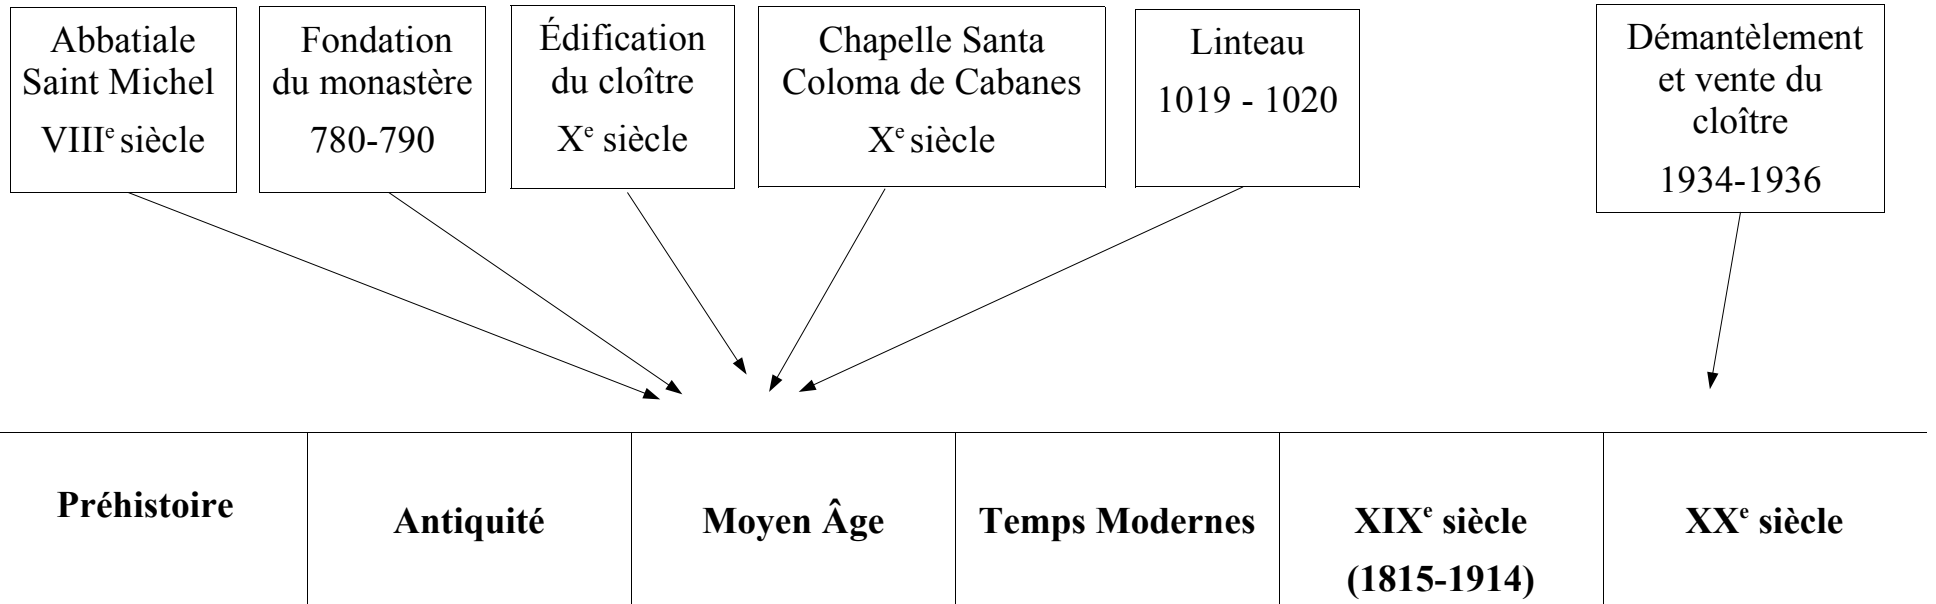 Abbatiale
Saint Michel
VIIIe siècle
Fondation
du monastère
780-790
Édification
du cloître
Xe siècle
Chapelle Santa
Coloma de Cabanes
Xe siècle
Linteau
1019 - 1020
Démantèlement
et vente du
cloître
1934-1936
Préhistoire
Antiquité
Moyen Âge
Temps Modernes
XIXe siècle
(1815-1914)
XXe siècle